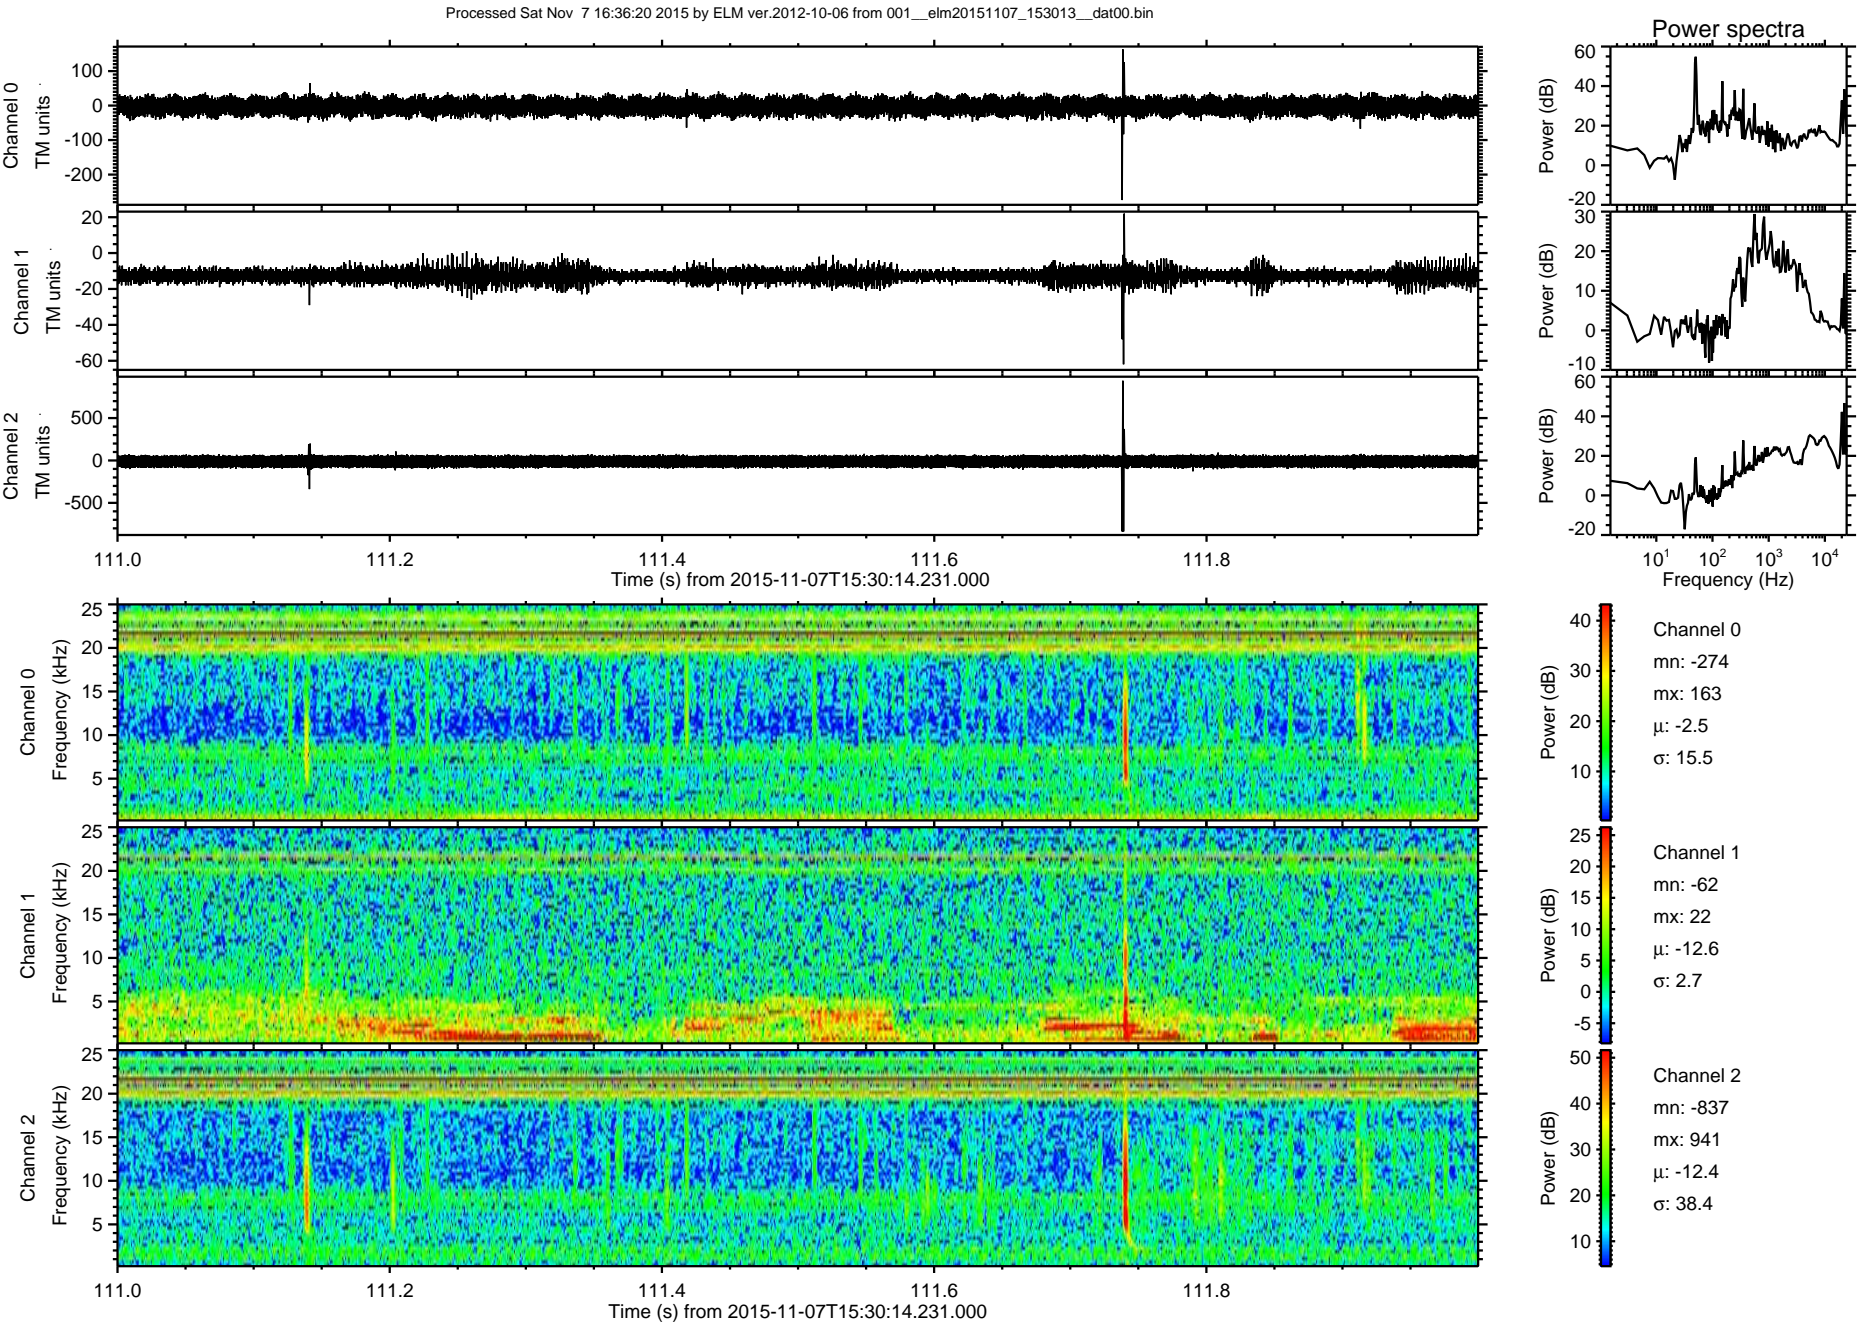 Processed Sat Nov  7 16:36:20 2015 by ELM ver.2012-10-06 from 001__elm20151107_153013__dat00.bin
Power spectra
Channel 0
TM units
100
0
-100
-200
Power (dB)
60
40
20
0
-20
Channel 1
TM units
20
0
-20
-40
-60
Power (dB)
30
20
10
0
-10
Channel 2
TM units
500
0
-500
Power (dB)
60
40
20
0
-20
111.0 111.2 111.4 111.6 111.8
Time (s) from 2015-11-07T15:30:14.231.000
10¹ 10² 10³ 10⁴
Frequency (Hz)
Channel 0
Frequency (kHz)
25
20
15
10
5
Power (dB)
40
30
20
10
Channel 0
mn: -274
mx: 163
μ: -2.5
σ: 15.5
Channel 1
Frequency (kHz)
25
20
15
10
5
Power (dB)
25
20
15
10
5
0
-5
Channel 1
mn: -62
mx: 22
μ: -12.6
σ: 2.7
Channel 2
Frequency (kHz)
25
20
15
10
5
Power (dB)
50
40
30
20
10
Channel 2
mn: -837
mx: 941
μ: -12.4
σ: 38.4
111.0 111.2 111.4 111.6 111.8
Time (s) from 2015-11-07T15:30:14.231.000